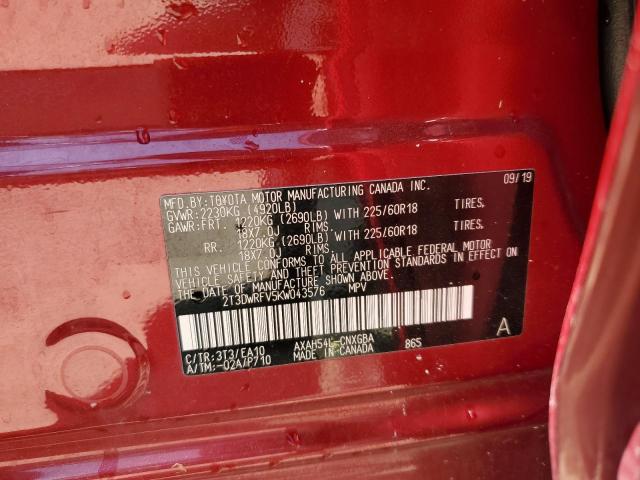 MFD. BY: TOYOTA MOTOR MANUFACTURING CANADA INC. 09/19
GVWR: 2230KG (4920LB)
GAWR: FRT. 1220KG (2690LB) WITH 225/60R18 TIRES.
18X7.0J RIMS.
RR. 1220KG (2690LB) WITH 225/60R18 TIRES.
18X7.0J RIMS.
THIS VEHICLE CONFORMS TO ALL APPLICABLE FEDERAL MOTOR
VEHICLE SAFETY AND THEFT PREVENTION STANDARDS IN EFFECT
ON THE DATE OF MANUFACTURE SHOWN ABOVE.
2T3DWRFV5KW043576 MPV
C/TR: 3T3/EA10 AXAH54L-CNXGBA 865 A
A/TM: -02A/P710 MADE IN CANADA